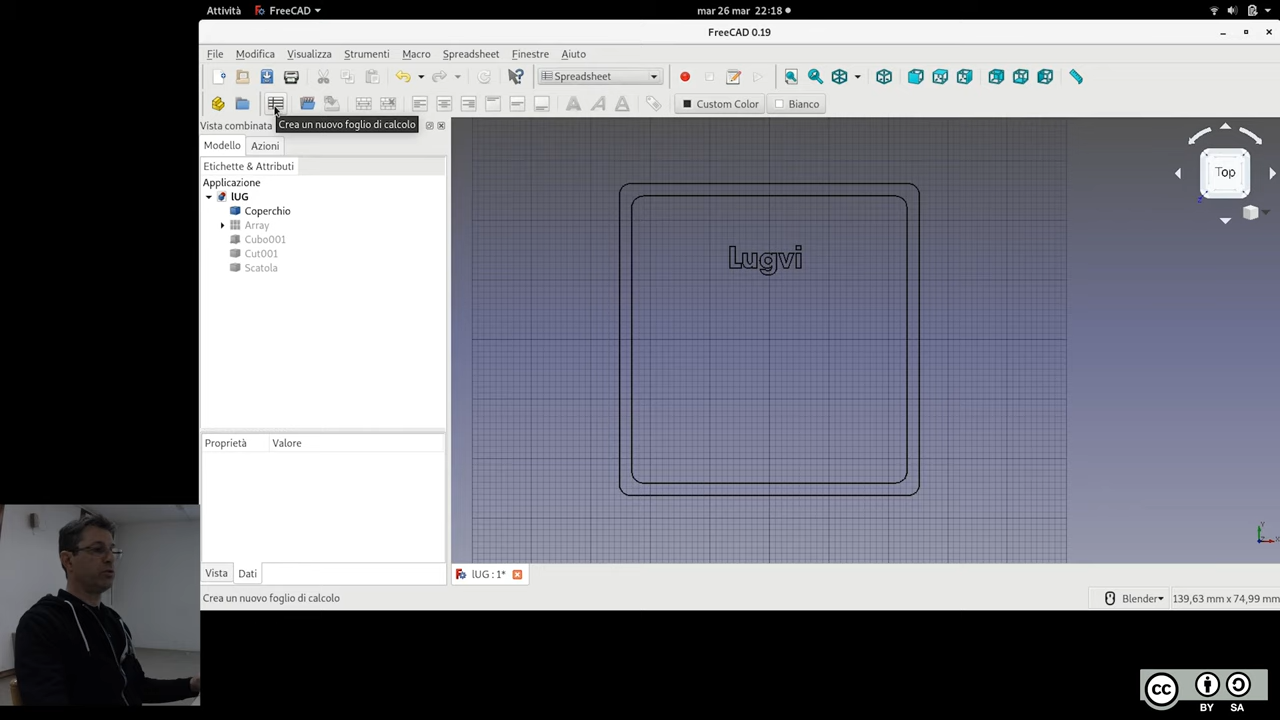 Attività
FreeCAD
mar 26 mar 22:18
FreeCAD 0.19
File Modifica Visualizza Strumenti Macro Spreadsheet Finestre Aiuto
Spreadsheet
Custom Color
Bianco
Vista combinata
Crea un nuovo foglio di calcolo
Modello Azioni
Etichette & Attributi
Applicazione
lUG
Coperchio
Array
Cubo001
Cut001
Scatola
Lugvi
Top
Proprietà Valore
Vista Dati
lUG : 1*
Crea un nuovo foglio di calcolo
Blender
139,63 mm x 74,99 mm
Y
Z
X
CC
BY SA